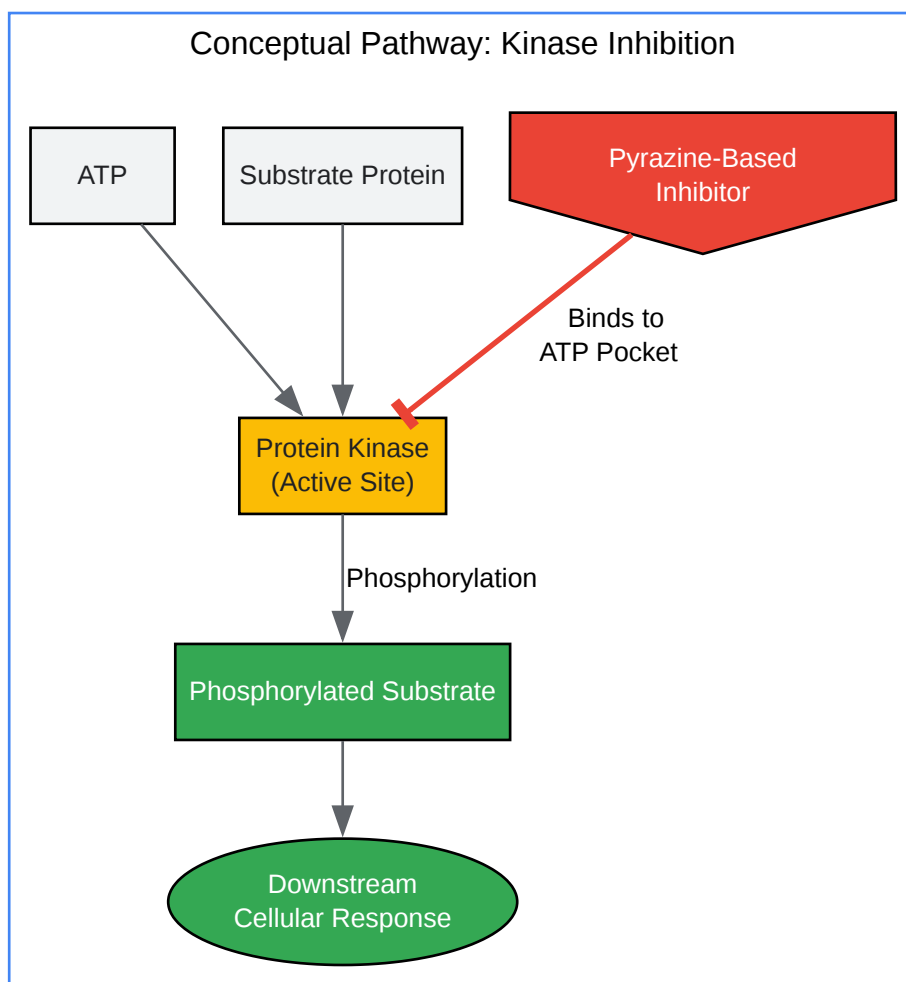 Conceptual Pathway: Kinase Inhibition
ATP
Substrate Protein
Pyrazine-Based
Inhibitor
Binds to
ATP Pocket
Protein Kinase
(Active Site)
Phosphorylation
Phosphorylated Substrate
Downstream
Cellular Response